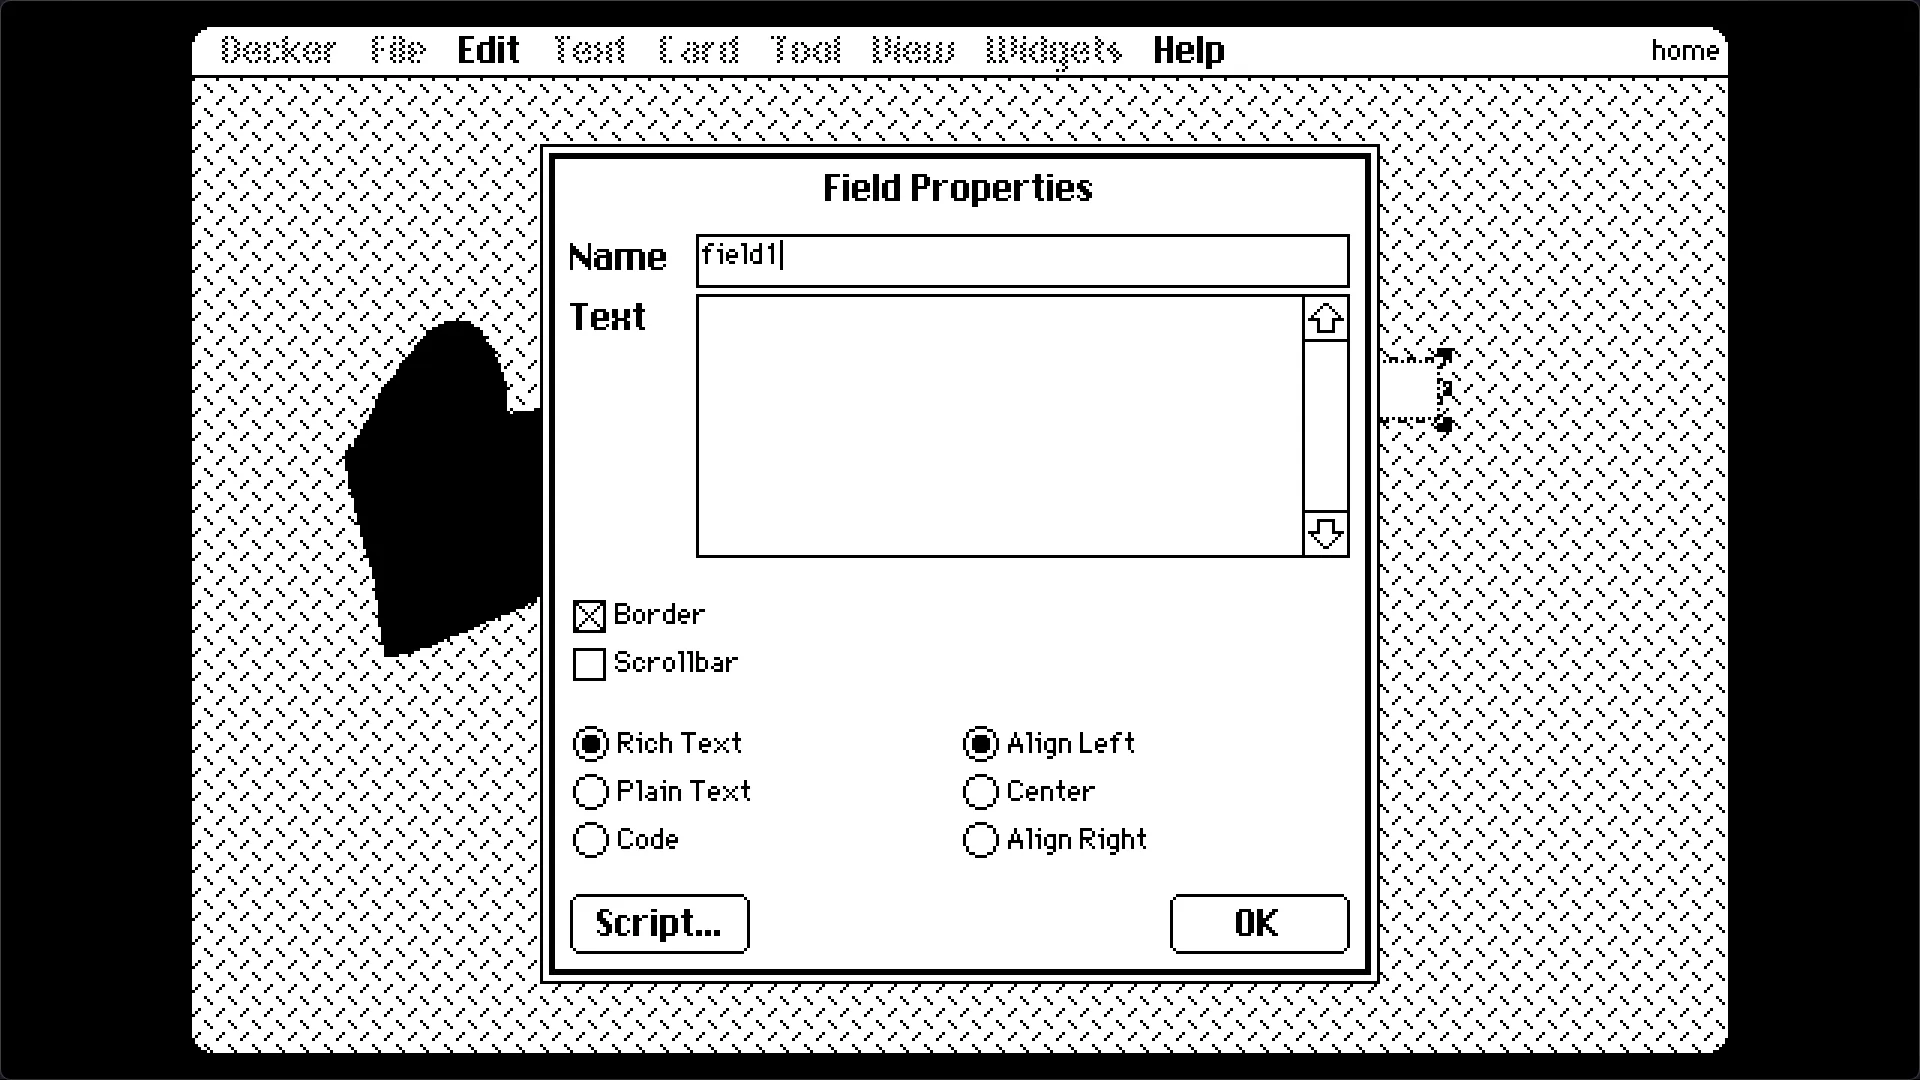 Decker File Edit Text Card Tool View Widgets Help home
Field Properties
Name field1
Text
Border
Scrollbar
Rich Text Align Left
Plain Text Center
Code Align Right
Script... OK